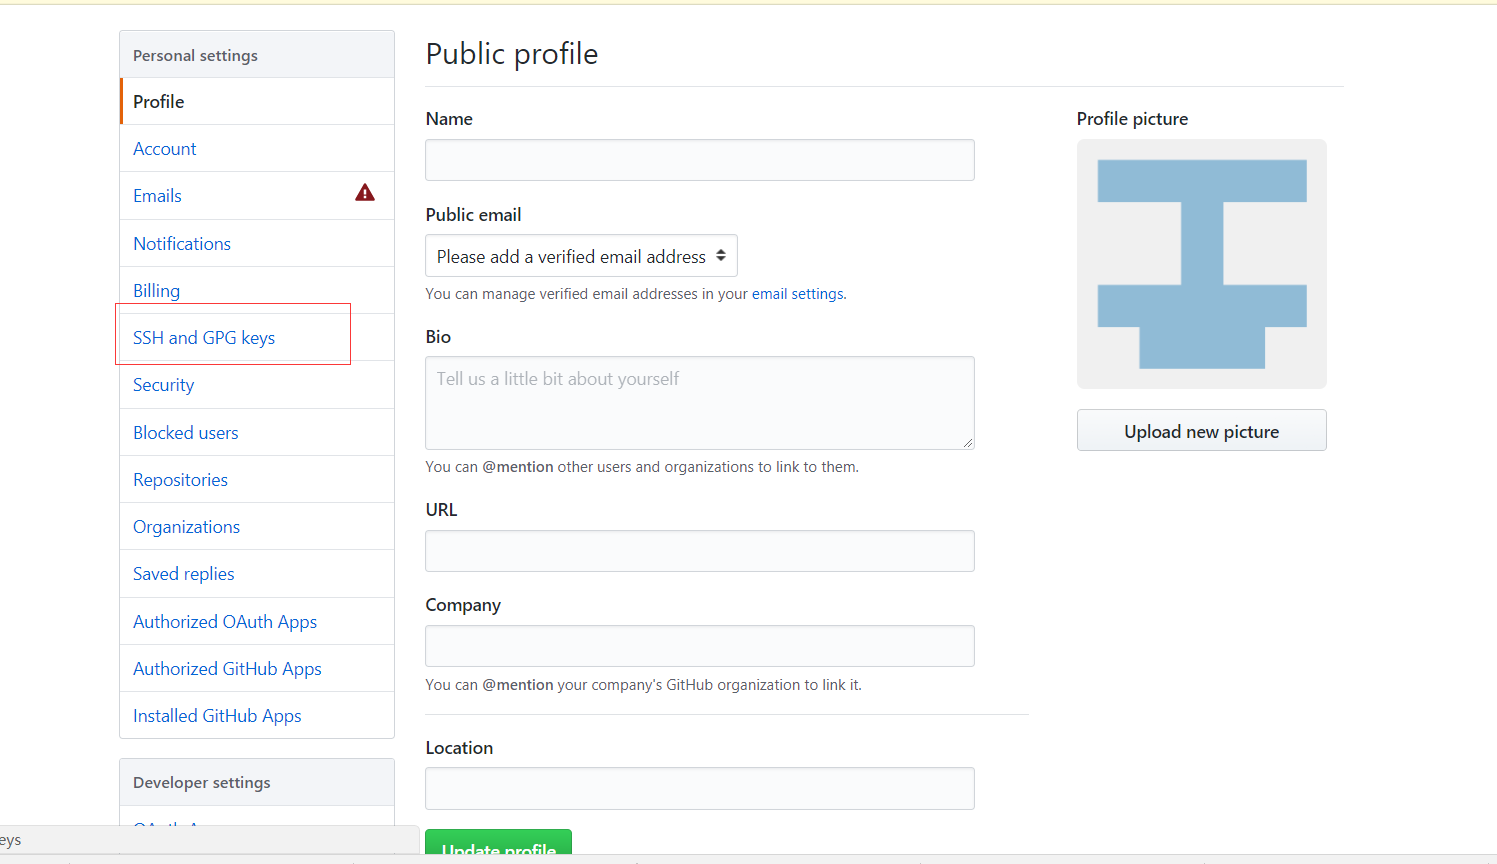 Personal settings
Profile
Account
Emails
Notifications
Billing
SSH and GPG keys
Security
Blocked users
Repositories
Organizations
Saved replies
Authorized OAuth Apps
Authorized GitHub Apps
Installed GitHub Apps
Developer settings
eys
Public profile
Name
Public email
Please add a verified email address
You can manage verified email addresses in your email settings.
Bio
Tell us a little bit about yourself
You can @mention other users and organizations to link to them.
URL
Company
You can @mention your company's GitHub organization to link it.
Location
Update profile
Profile picture
Upload new picture